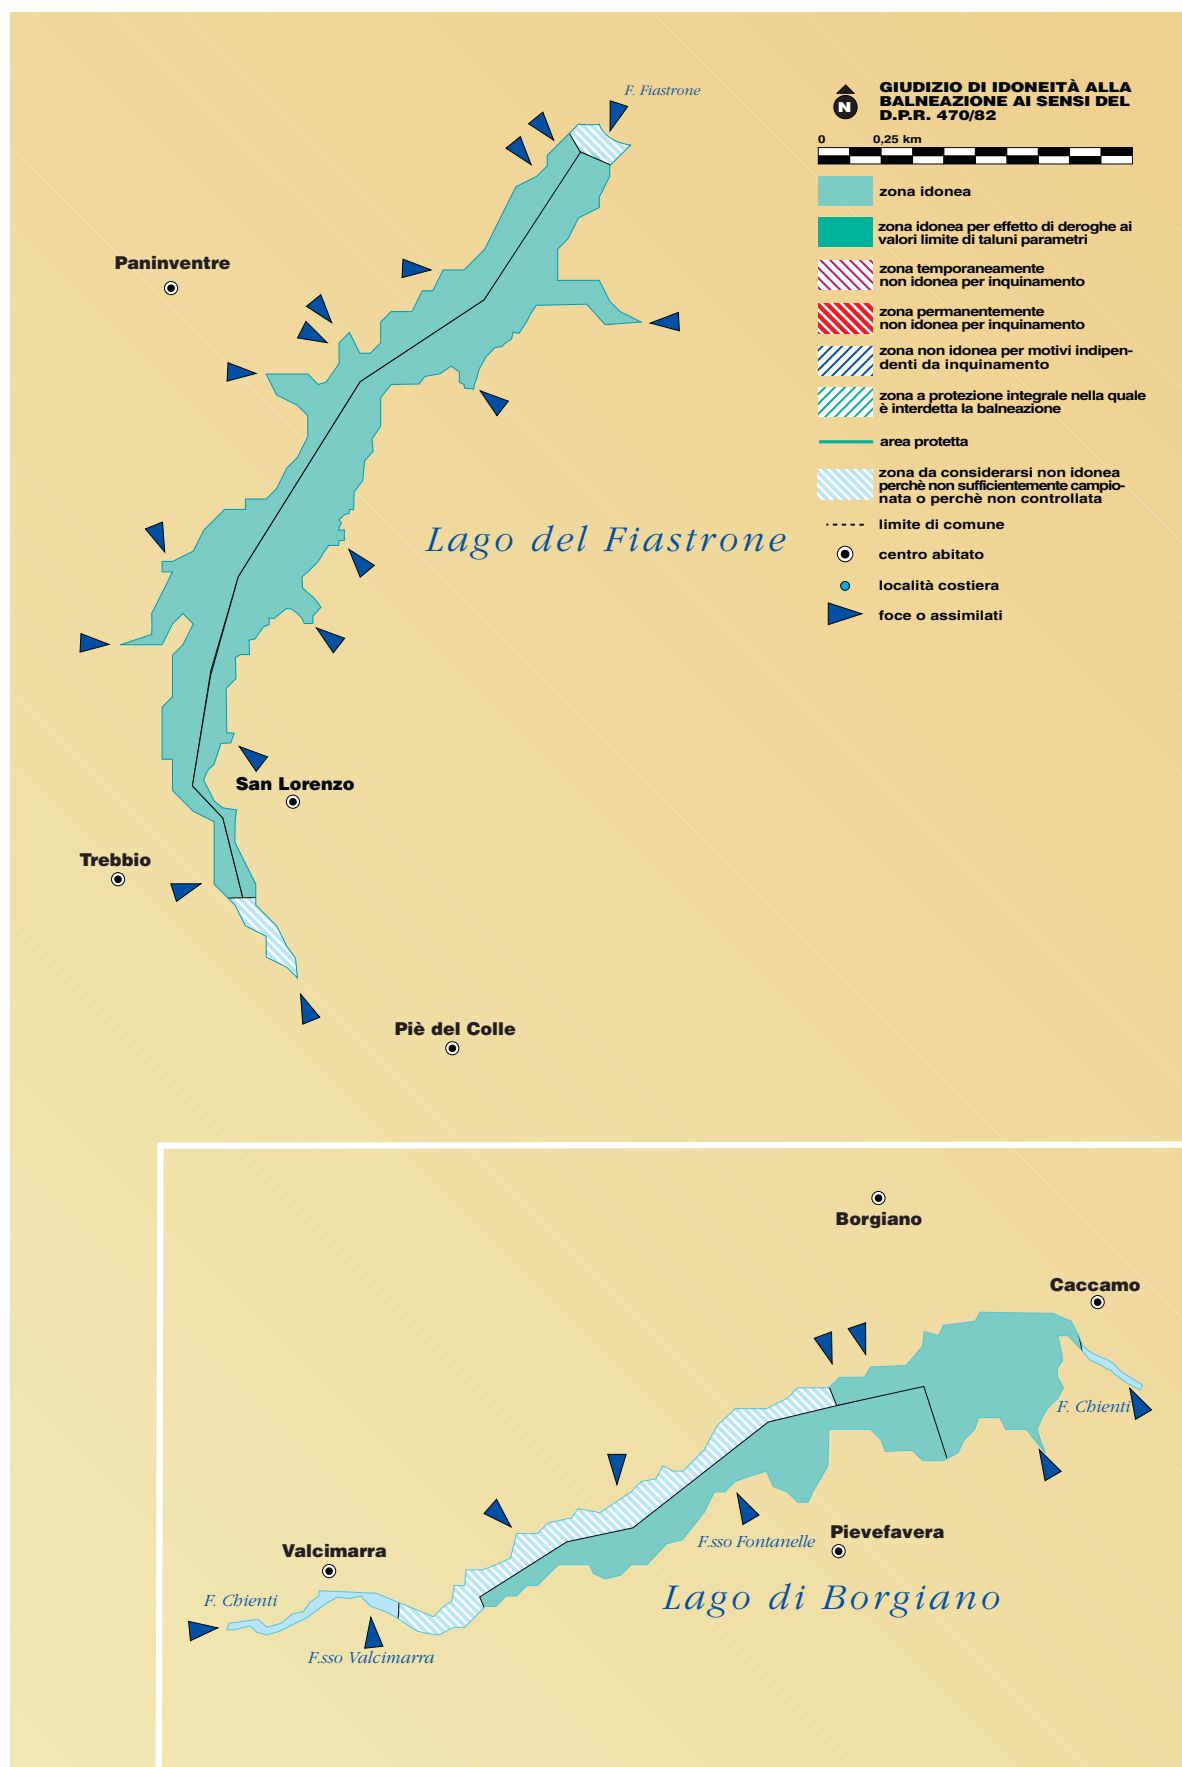 F. Fiastrone
N
GIUDIZIO DI IDONEITÀ ALLA
BALNEAZIONE AI SENSI DEL
D.P.R. 470/82
0 0,25 km
zona idonea
zona idonea per effetto di deroghe ai
valori limite di taluni parametri
zona temporaneamente
non idonea per inquinamento
zona permanentemente
non idonea per inquinamento
zona non idonea per motivi indipen-
denti da inquinamento
zona a protezione integrale nella quale
è interdetta la balneazione
area protetta
zona da considerarsi non idonea
perchè non sufficientemente campio-
nata o perchè non controllata
limite di comune
centro abitato
località costiera
foce o assimilati
Paninventre
Lago del Fiastrone
San Lorenzo
Trebbio
Piè del Colle
Borgiano
Caccamo
F. Chienti
F.sso Fontanelle
Pievefavera
Valcimarra
Lago di Borgiano
F. Chienti
F.sso Valcimarra